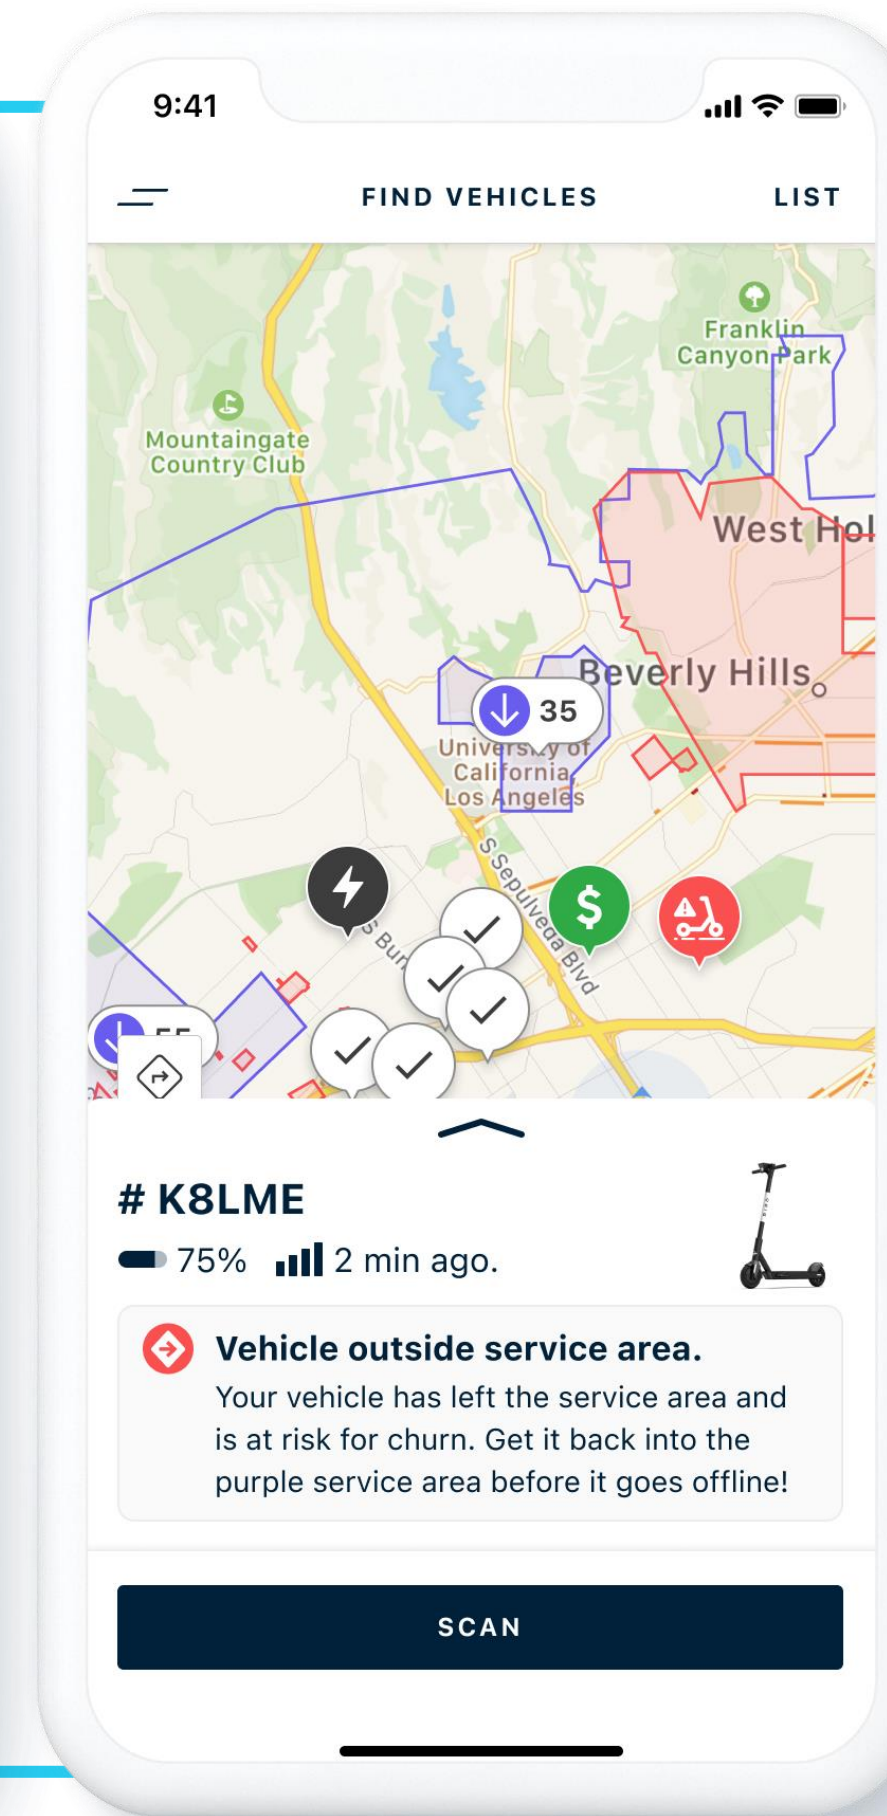 9:41
FIND VEHICLES
LIST
Franklin
Canyon Park
Mountaingate
Country Club
West Hol
Beverly Hills
35
University of
California,
Los Angeles
S Sepulveda Blvd
S Bun
55
# K8LME
75%
2 min ago.
Vehicle outside service area.
Your vehicle has left the service area and
is at risk for churn. Get it back into the
purple service area before it goes offline!
SCAN